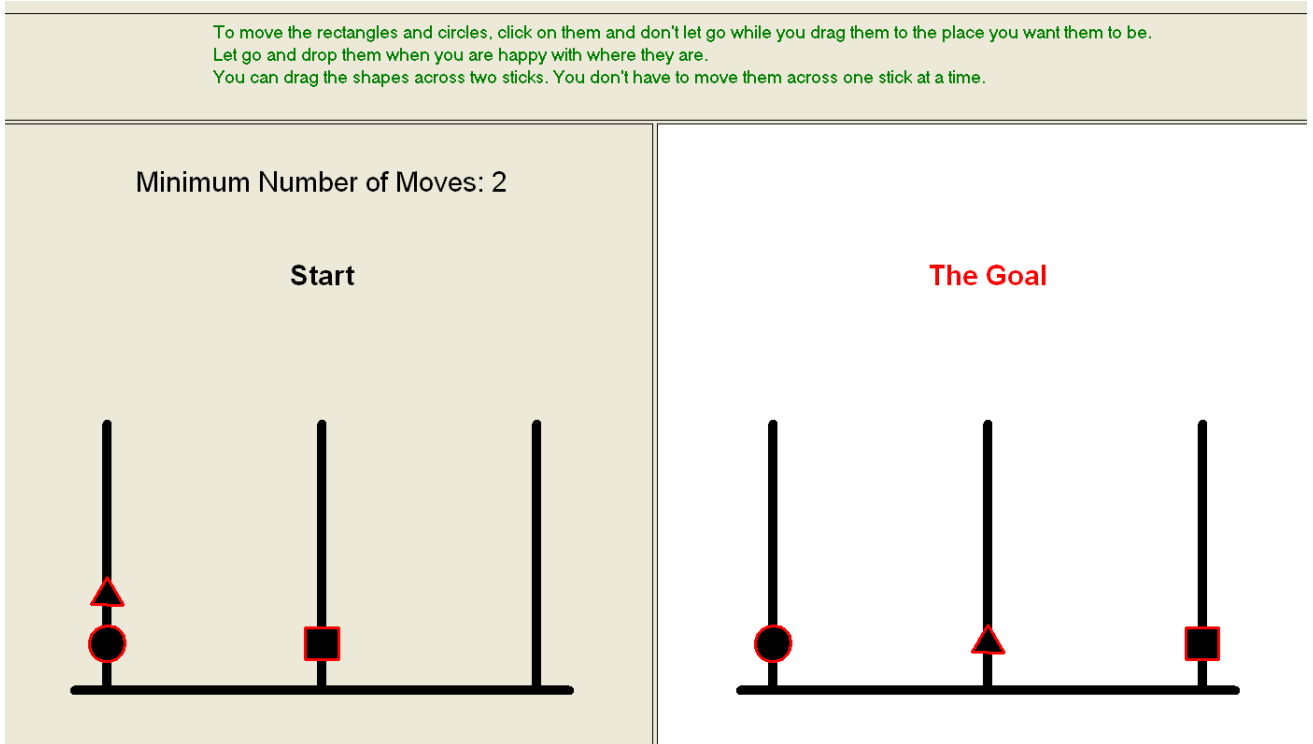 To move the rectangles and circles, click on them and don't let go while you drag them to the place you want them to be.
Let go and drop them when you are happy with where they are.
You can drag the shapes across two sticks. You don't have to move them across one stick at a time.
Minimum Number of Moves: 2
Start
The Goal